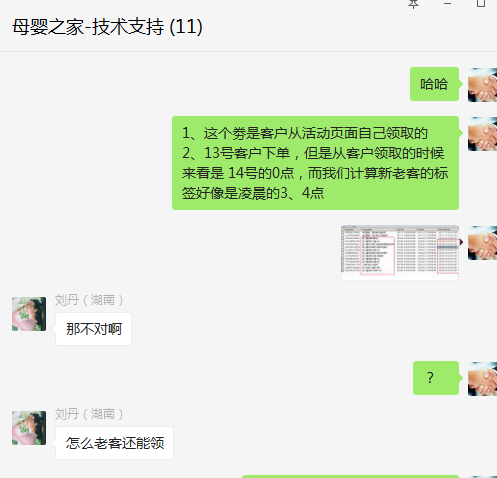 母婴之家-技术支持 (11)
哈哈
1、这个劵是客户从活动页面自己领取的
2、13号客户下单，但是从客户领取的时候
来看是 14号的0点，而我们计算新老客的标
签好像是凌晨的3、4点
刘丹（湖南）
那不对啊
？
刘丹（湖南）
怎么老客还能领